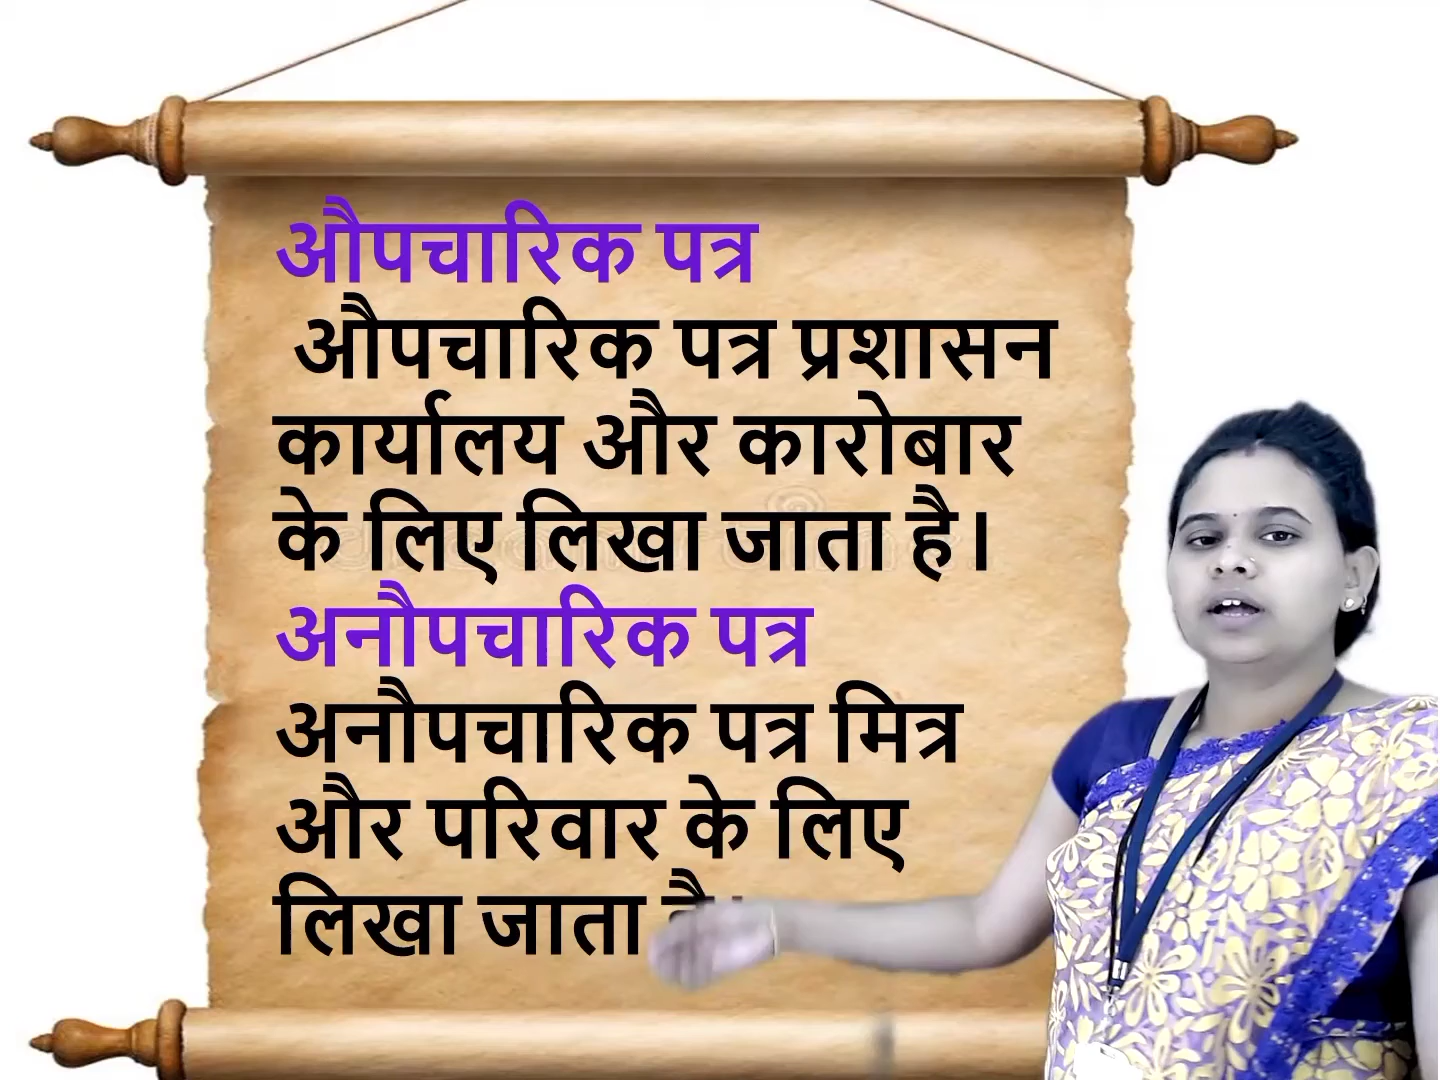 औपचारिक पत्र
औपचारिक पत्र प्रशासन
कार्यालय और कारोबार
के लिए लिखा जाता है।
अनौपचारिक पत्र
अनौपचारिक पत्र मित्र
और परिवार के लिए
लिखा जाता